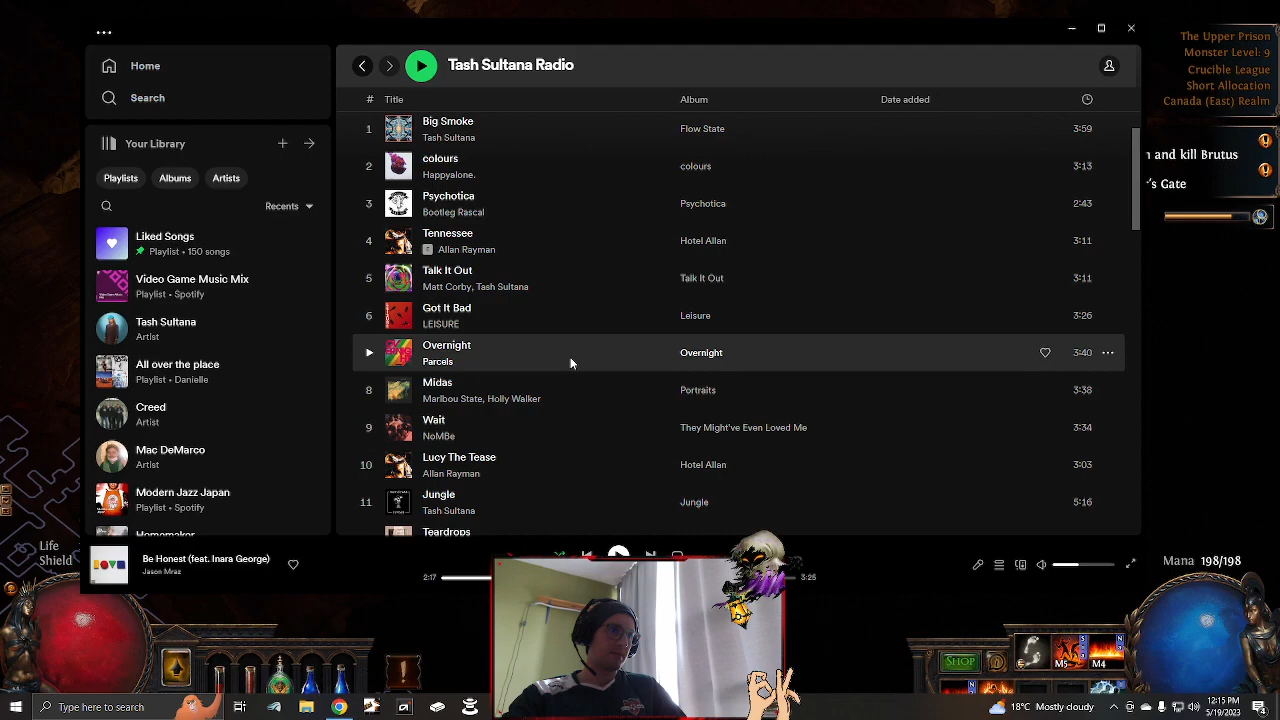 Home
Search
Your Library
Playlists
Albums
Artists
Recents
Liked Songs
Playlist • 150 songs
Video Game Music Mix
Playlist • Spotify
Tash Sultana
Artist
All over the place
Playlist • Danielle
Creed
Artist
Mac DeMarco
Artist
Modern Jazz Japan
Playlist • Spotify
Homemaker
Tash Sultana Radio
# Title Album Date added
1 Big Smoke Flow State 3:59
Tash Sultana
2 colours colours 3:13
Happyalone.
3 Psychotica Psychotica 2:43
Bootleg Rascal
4 Tennessee Hotel Allan 3:11
E Allan Rayman
5 Talk It Out Talk It Out 3:11
Matt Corby, Tash Sultana
6 Got It Bad Leisure 3:26
LEISURE
Overnight Overnight 3:40
Parcels
8 Midas Portraits 3:38
Maribou State, Holly Walker
9 Wait They Might've Even Loved Me 3:34
NoMBe
10 Lucy The Tease Hotel Allan 3:03
Allan Rayman
11 Jungle Jungle 5:16
Tash Sultana
Teardrops
Be Honest (feat. Inara George)
Jason Mraz
2:17
3:25
The Upper Prison
Monster Level: 9
Crucible League
Short Allocation
Canada (East) Realm
and kill Brutus
's Gate
Life
Shield
Mana 198/198
SHOP
M5
M4
Type here to search
18°C Mostly cloudy
12:15 PM
5/19/2023